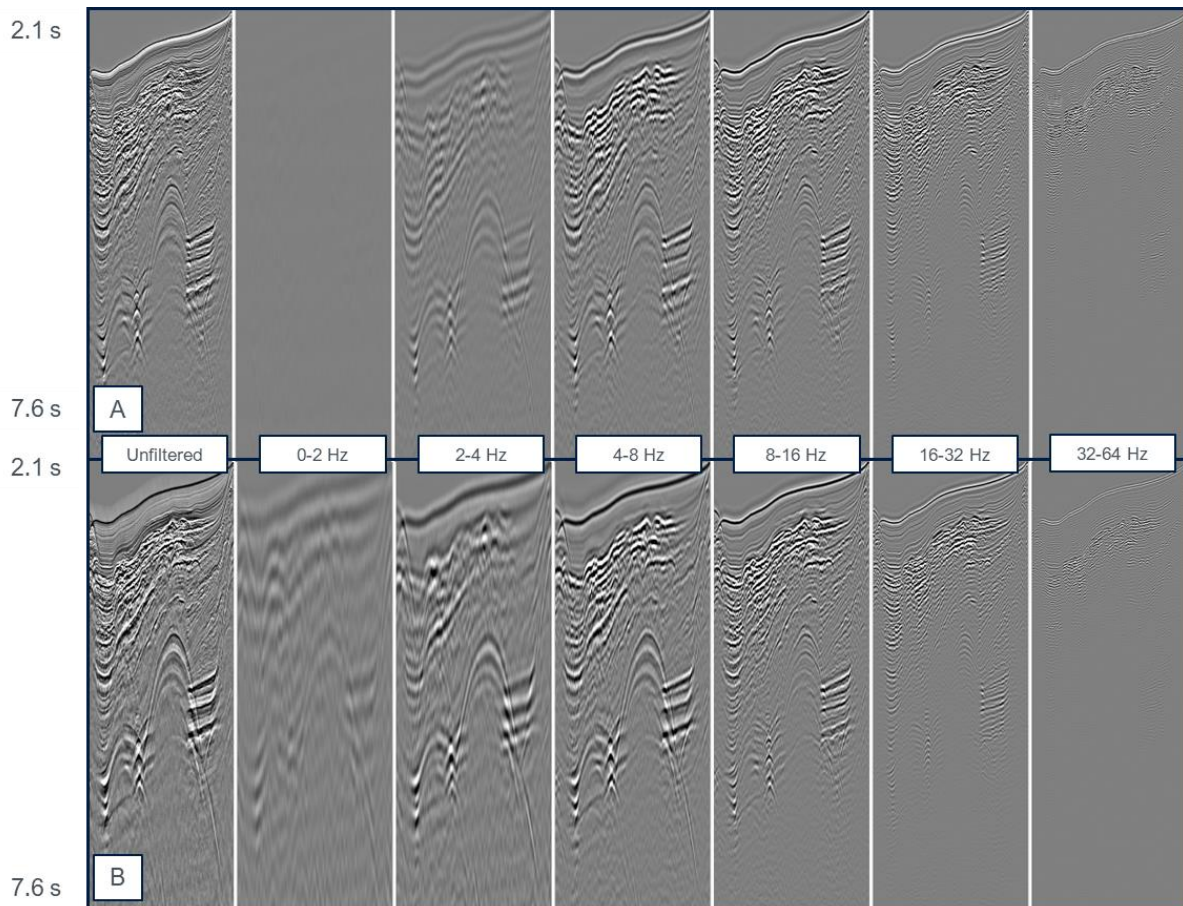 2.1 s
7.6 s
A
Unfiltered
0-2 Hz
2-4 Hz
4-8 Hz
8-16 Hz
16-32 Hz
32-64 Hz
2.1 s
7.6 s
B